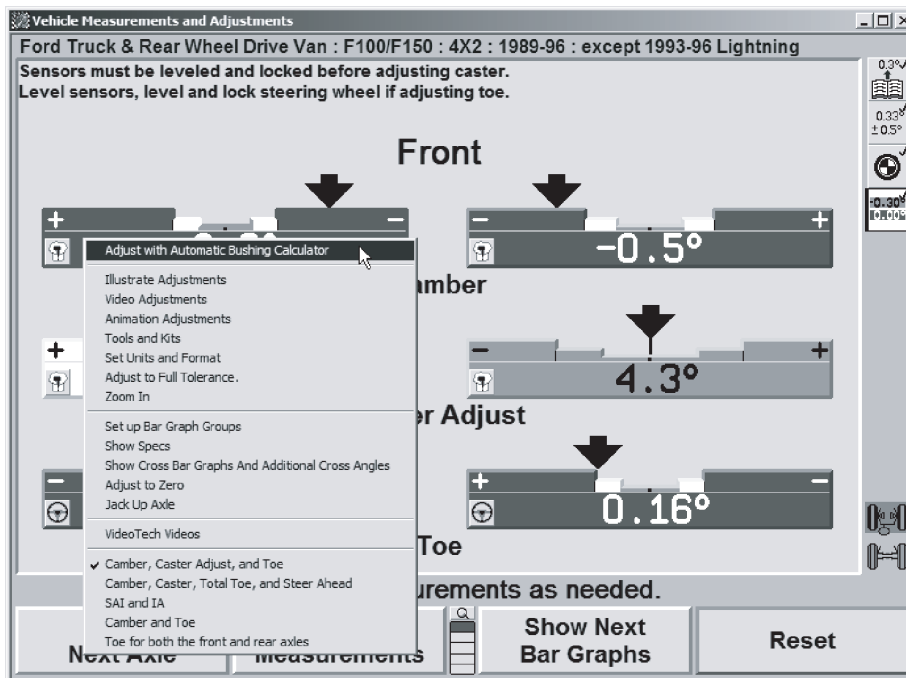 Vehicle Measurements and Adjustments
Ford Truck & Rear Wheel Drive Van : F100/F150 : 4X2 : 1989-96 : except 1993-96 Lightning
Sensors must be leveled and locked before adjusting caster.
Level sensors, level and lock steering wheel if adjusting toe.
0.3°
0.33°
±0.5°
-0.30°
0.00°
Front
+ -
- +
-0.5°
Adjust with Automatic Bushing Calculator
Illustrate Adjustments
Video Adjustments
Animation Adjustments
Tools and Kits
Set Units and Format
Adjust to Full Tolerance.
Zoom In
Set up Bar Graph Groups
Show Specs
Show Cross Bar Graphs And Additional Cross Angles
Adjust to Zero
Jack Up Axle
VideoTech Videos
Camber, Caster Adjust, and Toe
Camber, Caster, Total Toe, and Steer Ahead
SAI and IA
Camber and Toe
Toe for both the front and rear axles
+
- +
4.3°
Adjust
-
+ -
0.16°
Toe
as needed.
Next Axle
Measurements
Show Next
Bar Graphs
Reset